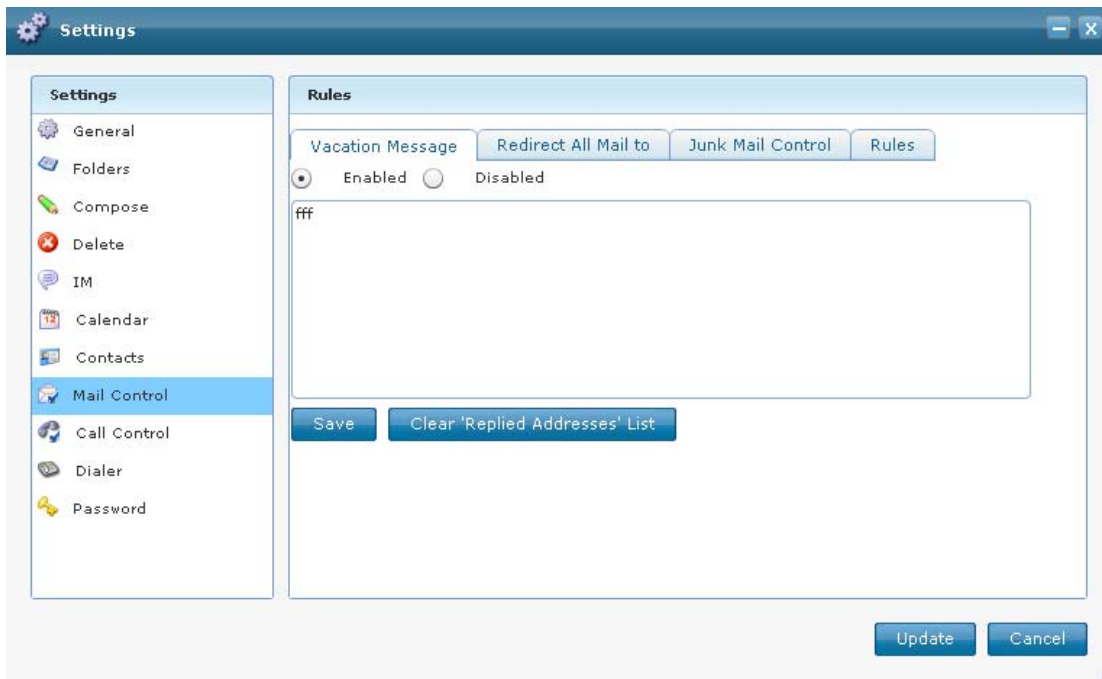 Settings
Settings
General
Folders
Compose
Delete
IM
12
Calendar
Contacts
Mail Control
Call Control
Dialer
Password
Rules
Vacation Message Redirect All Mail to Junk Mail Control Rules
Enabled Disabled
fff
Save Clear 'Replied Addresses' List
Update Cancel